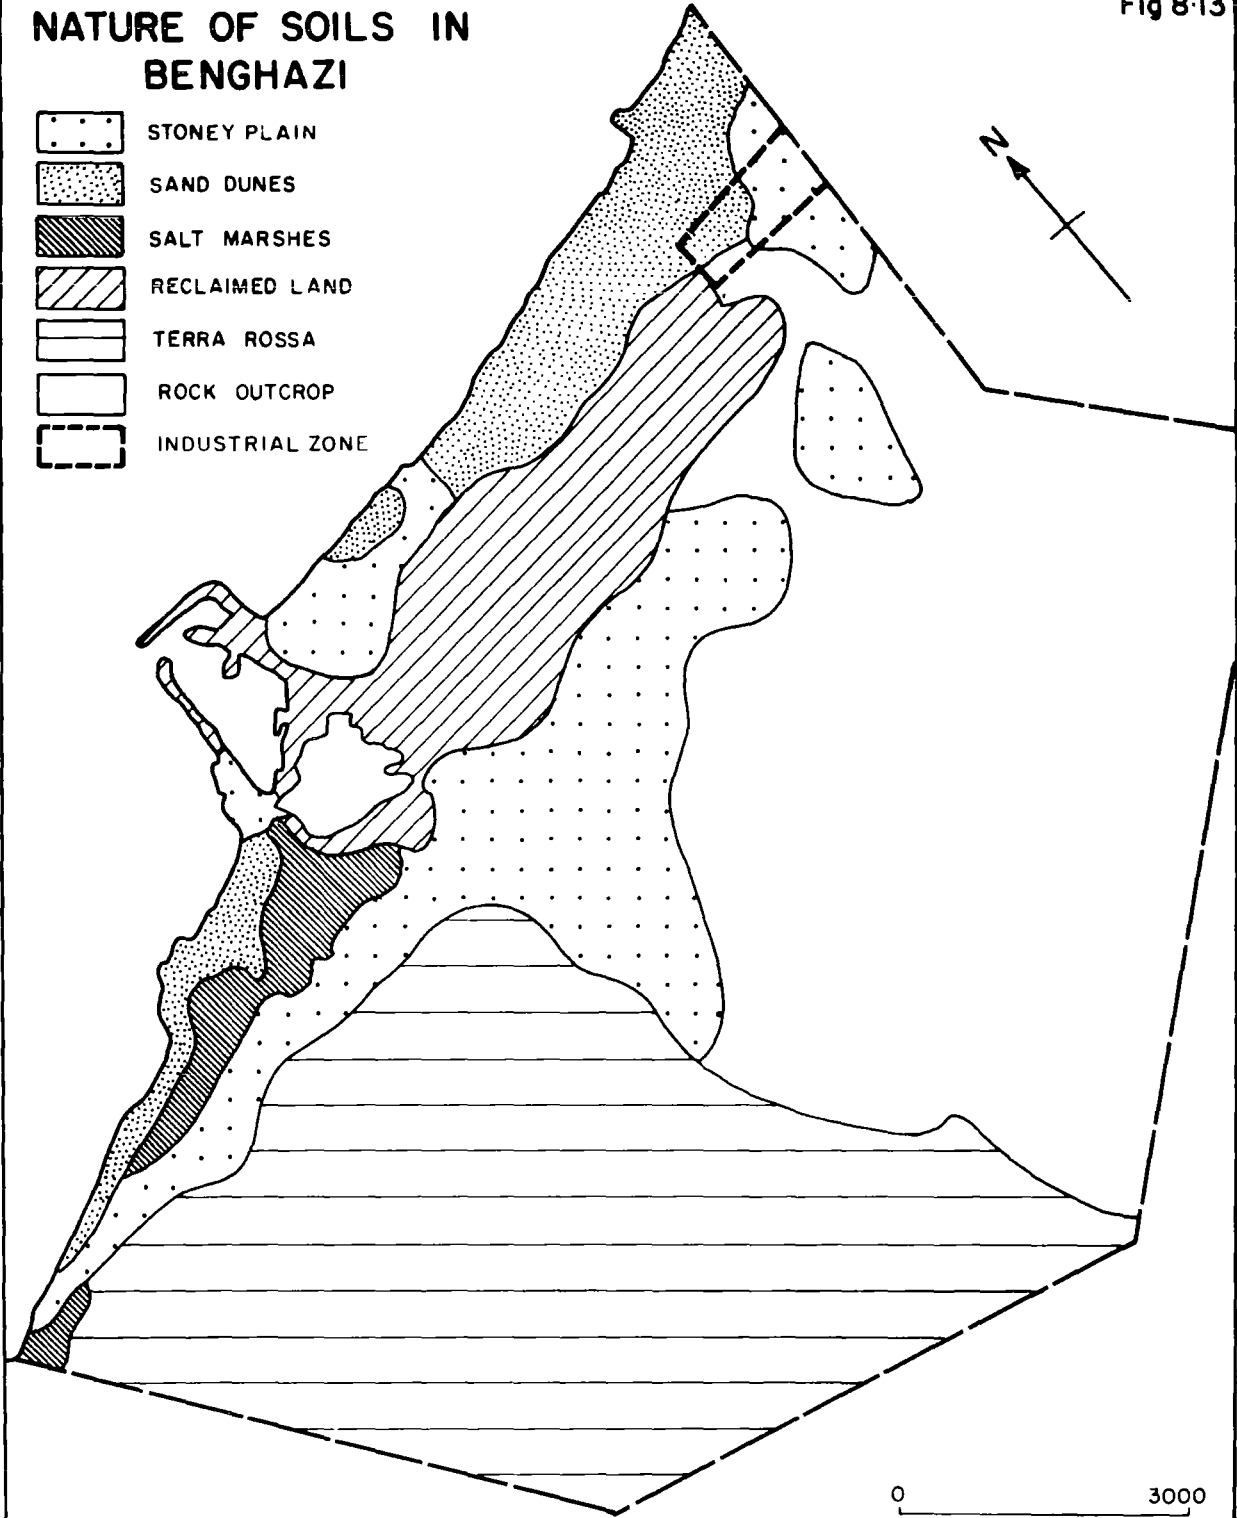 Fig 8·13
NATURE OF SOILS IN
BENGHAZI
STONEY PLAIN
SAND DUNES
SALT MARSHES
RECLAIMED LAND
TERRA ROSSA
ROCK OUTCROP
INDUSTRIAL ZONE
N
0 3000